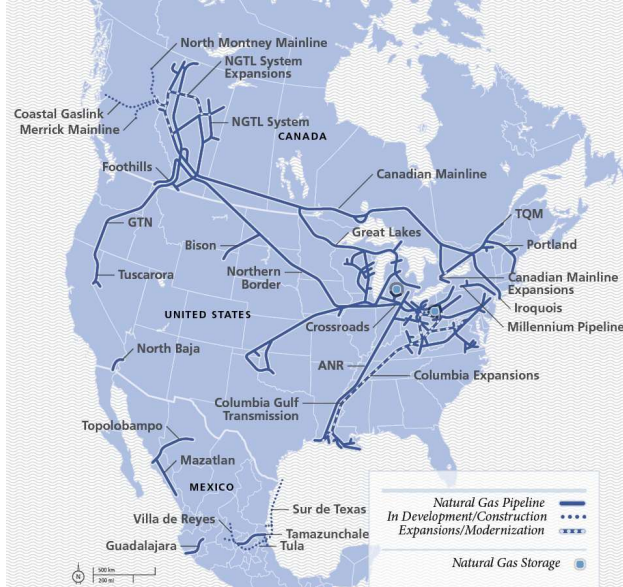 North Montney Mainline
NGTL System
Expansions
Coastal Gaslink
Merrick Mainline
NGTL System
CANADA
Foothills
Canadian Mainline
GTN
TQM
Great Lakes
Bison
Portland
Tuscarora
Northern
Border
Canadian Mainline
Expansions
Iroquois
UNITED STATES
Crossroads
Millennium Pipeline
North Baja
ANR
Columbia Expansions
Columbia Gulf
Transmission
Topolobampo
Mazatlan
MEXICO
Sur de Texas
Villa de Reyes
Tamazunchale
Guadalajara
Tula
Natural Gas Pipeline
In Development/Construction
Expansions/Modernization
Natural Gas Storage
N
500 km
200 mi